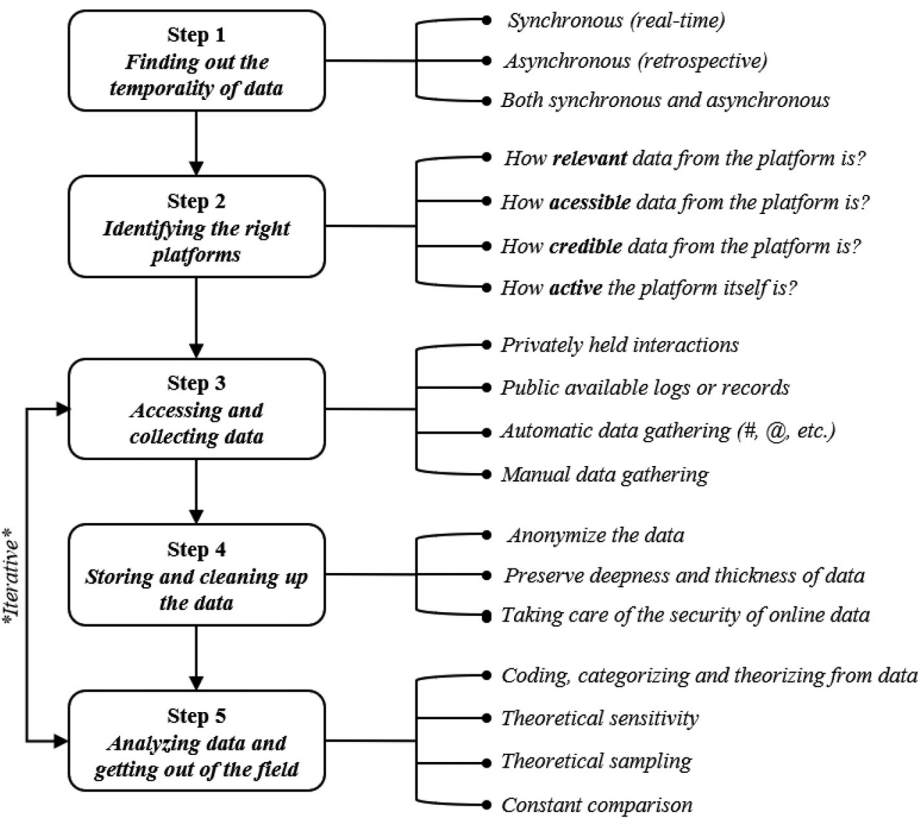 Step 1
Finding out the
temporality of data
Synchronous (real-time)
Asynchronous (retrospective)
Both synchronous and asynchronous
Step 2
Identifying the right
platforms
How relevant data from the platform is?
How acessible data from the platform is?
How credible data from the platform is?
How active the platform itself is?
Step 3
Accessing and
collecting data
Privately held interactions
Public available logs or records
Automatic data gathering (#, @, etc.)
Manual data gathering
*Iterative*
Step 4
Storing and cleaning up
the data
Anonymize the data
Preserve deepness and thickness of data
Taking care of the security of online data
Step 5
Analyzing data and
getting out of the field
Coding, categorizing and theorizing from data
Theoretical sensitivity
Theoretical sampling
Constant comparison